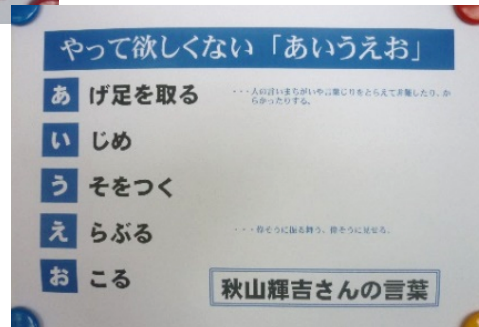 やって欲しくない「あいうえお」
あげ足を取る
・・・人の言いまちがいや言葉じりをとらえて非難したり、か
らかったりする。
いじめ
うそをつく
えらぶる
・・・偉そうに振る舞う。偉そうに見せる。
おこる
秋山輝吉さんの言葉